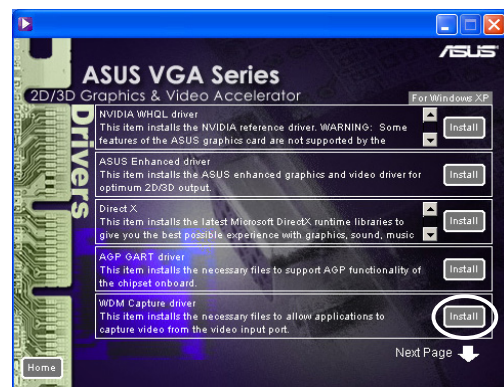 ASUS
ASUS VGA Series
2D/3D Graphics & Video Accelerator
For Windows XP
Drivers
NVIDIA WHQL driver
This item installs the NVIDIA reference driver. WARNING: Some
features of the ASUS graphics card are not supported by the
Install
ASUS Enhanced driver
This item installs the ASUS enhanced graphics and video driver for
optimum 2D/3D output.
Install
Direct X
This item installs the latest Microsoft DirectX runtime libraries to
give you the best possible experience with graphics, sound, music
Install
AGP GART driver
This item installs the necessary files to support AGP functionality of
the chipset onboard.
Install
WDM Capture driver
This item installs the necessary files to allow applications to
capture video from the video input port.
Install
Next Page
Home